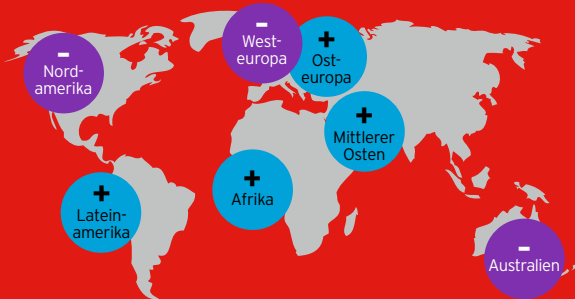 -
Nord-
amerika
-
West-
europa
+
Ost-
europa
+
Mittlerer
Osten
+
Latein-
amerika
+
Afrika
-
Australien